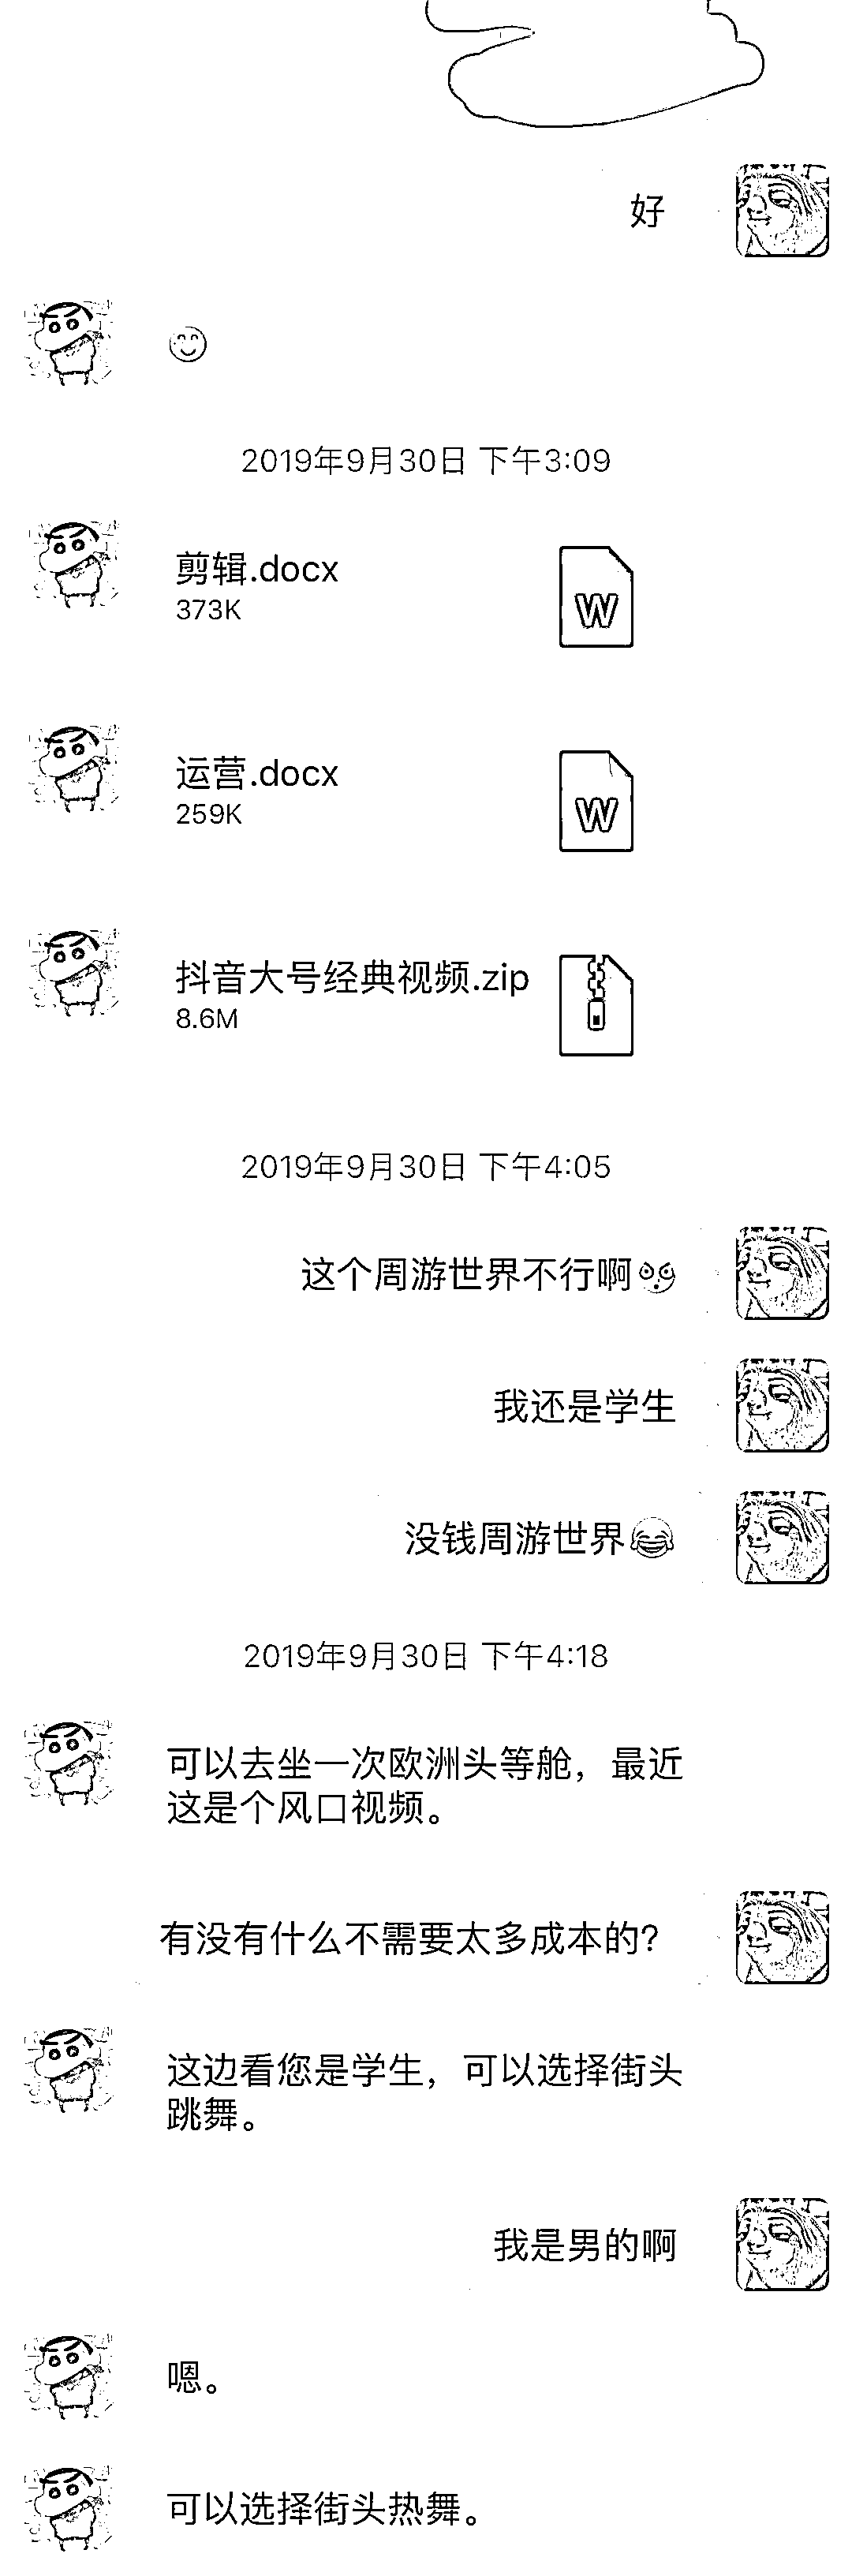 好
2019年9月30日 下午3:09
剪辑.docx
373K
W
运营.docx
259K
W
抖音大号经典视频.zip
8.6M
2019年9月30日 下午4:05
这个周游世界不行啊
我还是学生
没钱周游世界😂
2019年9月30日 下午4:18
可以去坐一次欧洲头等舱，最近
这是个风口视频。
有没有什么不需要太多成本的？
这边看您是学生，可以选择街头
跳舞。
我是男的啊
嗯。
可以选择街头热舞。